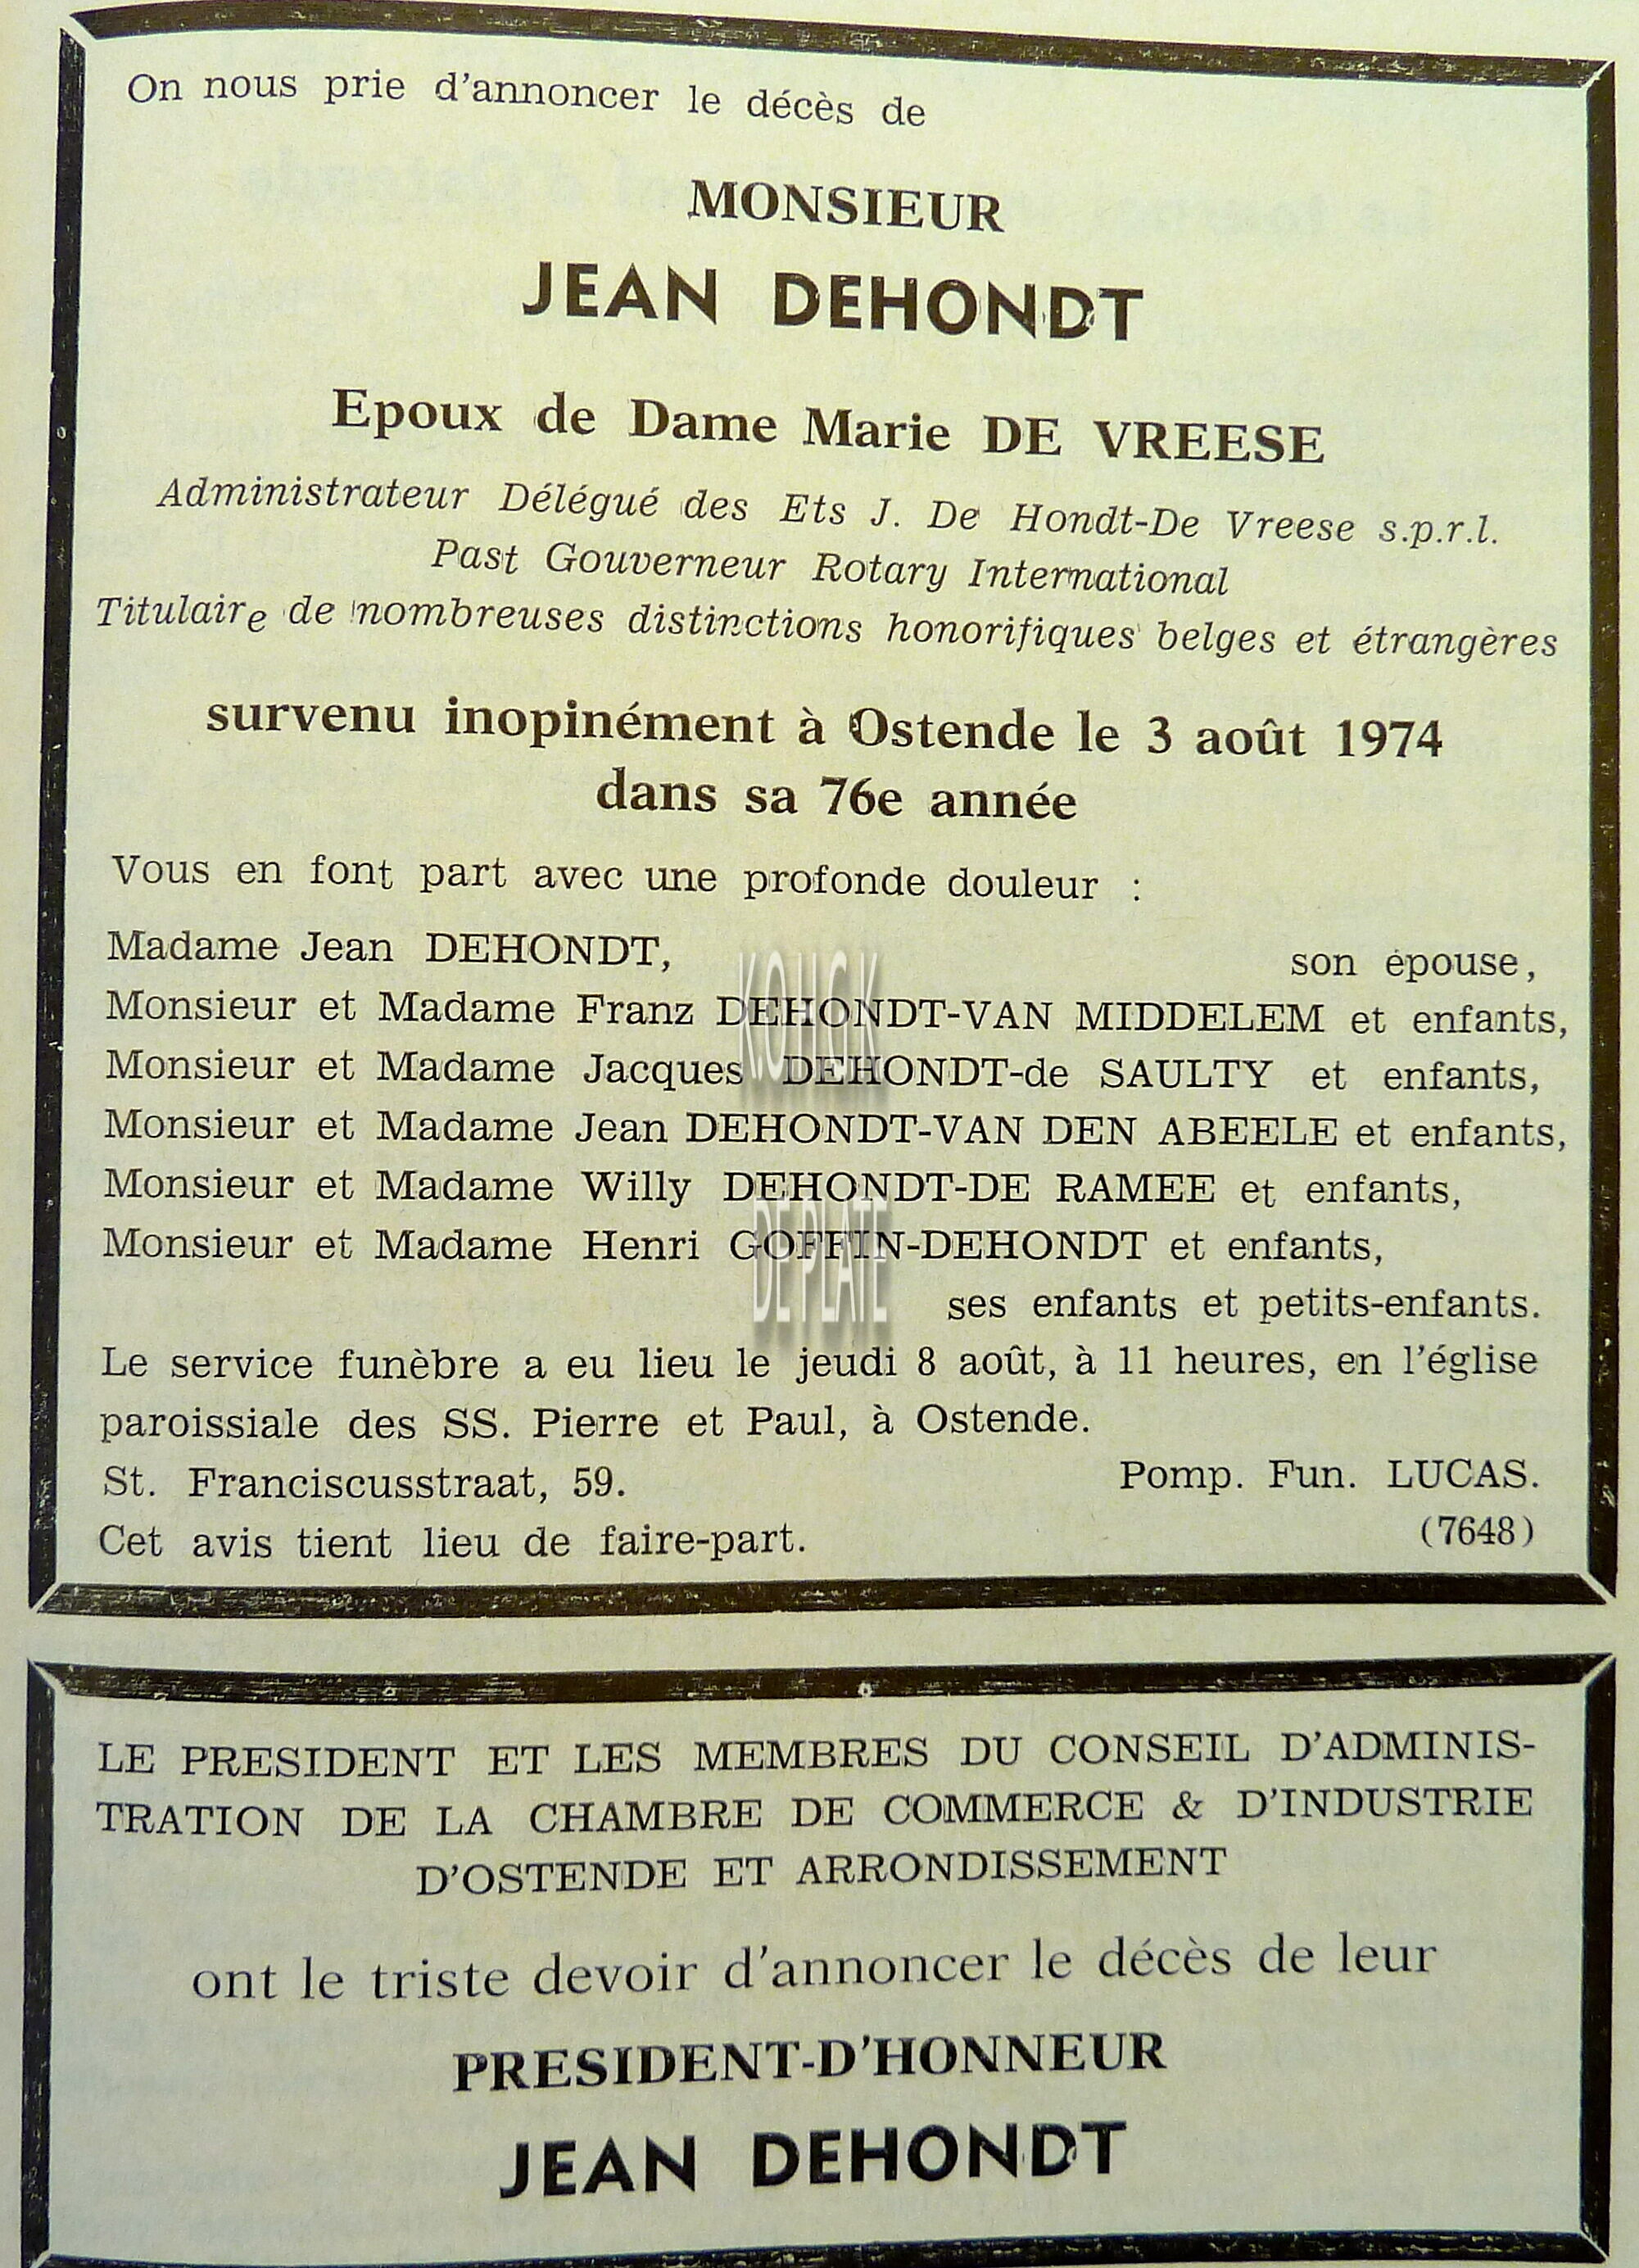 On nous prie d'annoncer le décès de
MONSIEUR
JEAN DEHONDT
Epoux de Dame Marie DE VREESE
Administrateur Délégué des Ets J. De Hondt-De Vreese s.p.r.l.
Past Gouverneur Rotary International
Titulaire de nombreuses distinctions honorifiques belges et étrangères
survenu inopinément à Ostende le 3 août 1974
dans sa 76e année
Vous en font part avec une profonde douleur :
Madame Jean DEHONDT, son épouse,
Monsieur et Madame Franz DEHONDT-VAN MIDDELEM et enfants,
Monsieur et Madame Jacques DEHONDT-de SAULTY et enfants,
Monsieur et Madame Jean DEHONDT-VAN DEN ABEELE et enfants,
Monsieur et Madame Willy DEHONDT-DE RAMEE et enfants,
Monsieur et Madame Henri GOFFIN-DEHONDT et enfants,
ses enfants et petits-enfants.
Le service funèbre a eu lieu le jeudi 8 août, à 11 heures, en l'église
paroissiale des SS. Pierre et Paul, à Ostende.
St. Franciscusstraat, 59. Pomp. Fun. LUCAS.
Cet avis tient lieu de faire-part. (7648)
K.O.H.G.K
DE PLATE
LE PRESIDENT ET LES MEMBRES DU CONSEIL D'ADMINIS-
TRATION DE LA CHAMBRE DE COMMERCE & D'INDUSTRIE
D'OSTENDE ET ARRONDISSEMENT
ont le triste devoir d'annoncer le décès de leur
PRESIDENT-D'HONNEUR
JEAN DEHONDT